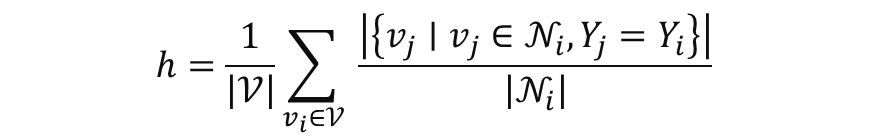 h = \frac{1}{|\mathcal{V}|} \sum_{v_i \in \mathcal{V}} \frac{|\{v_j \mid v_j \in \mathcal{N}_i, Y_j = Y_i\}|}{|\mathcal{N}_i|}